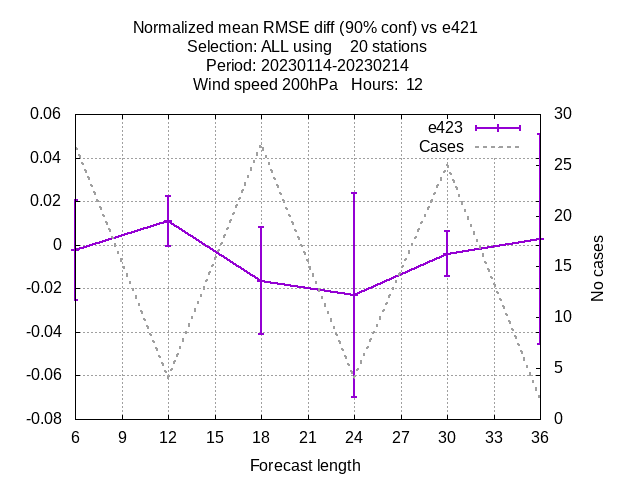 Normalized mean RMSE diff (90% conf) vs e421
Selection: ALL using 20 stations
Period: 20230114-20230214
Wind speed 200hPa Hours: 12
e423
Cases
0.06
0.04
0.02
0
-0.02
-0.04
-0.06
-0.08
30
25
20
15
10
5
0
No cases
6 9 12 15 18 21 24 27 30 33 36
Forecast length